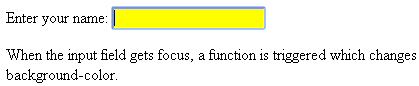 Enter your name:
When the input field gets focus, a function is triggered which changes
background-color.